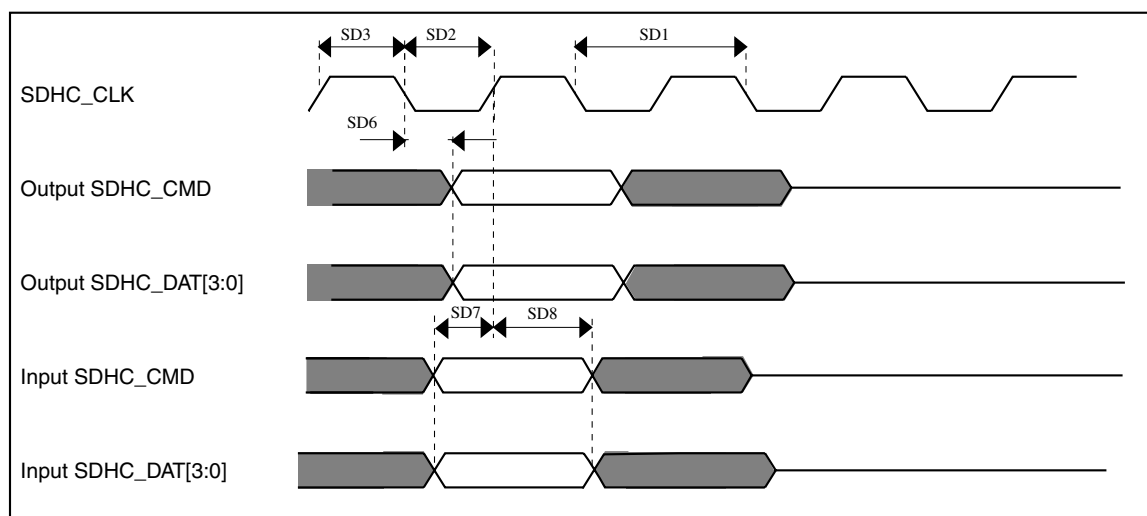 SD3 SD2 SD1
SDHC_CLK
SD6
Output SDHC_CMD
Output SDHC_DAT[3:0]
SD7 SD8
Input SDHC_CMD
Input SDHC_DAT[3:0]